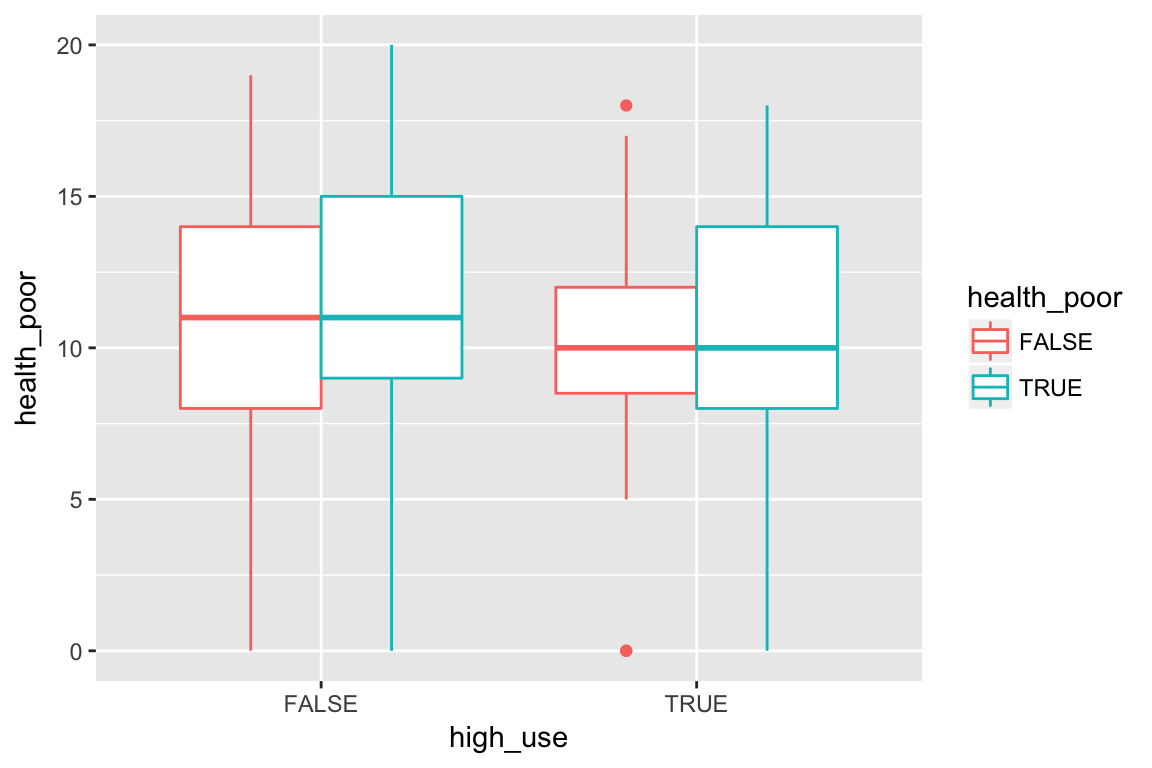 20
15
10
5
0
health_poor
FALSE
TRUE
high_use
health_poor
FALSE
TRUE